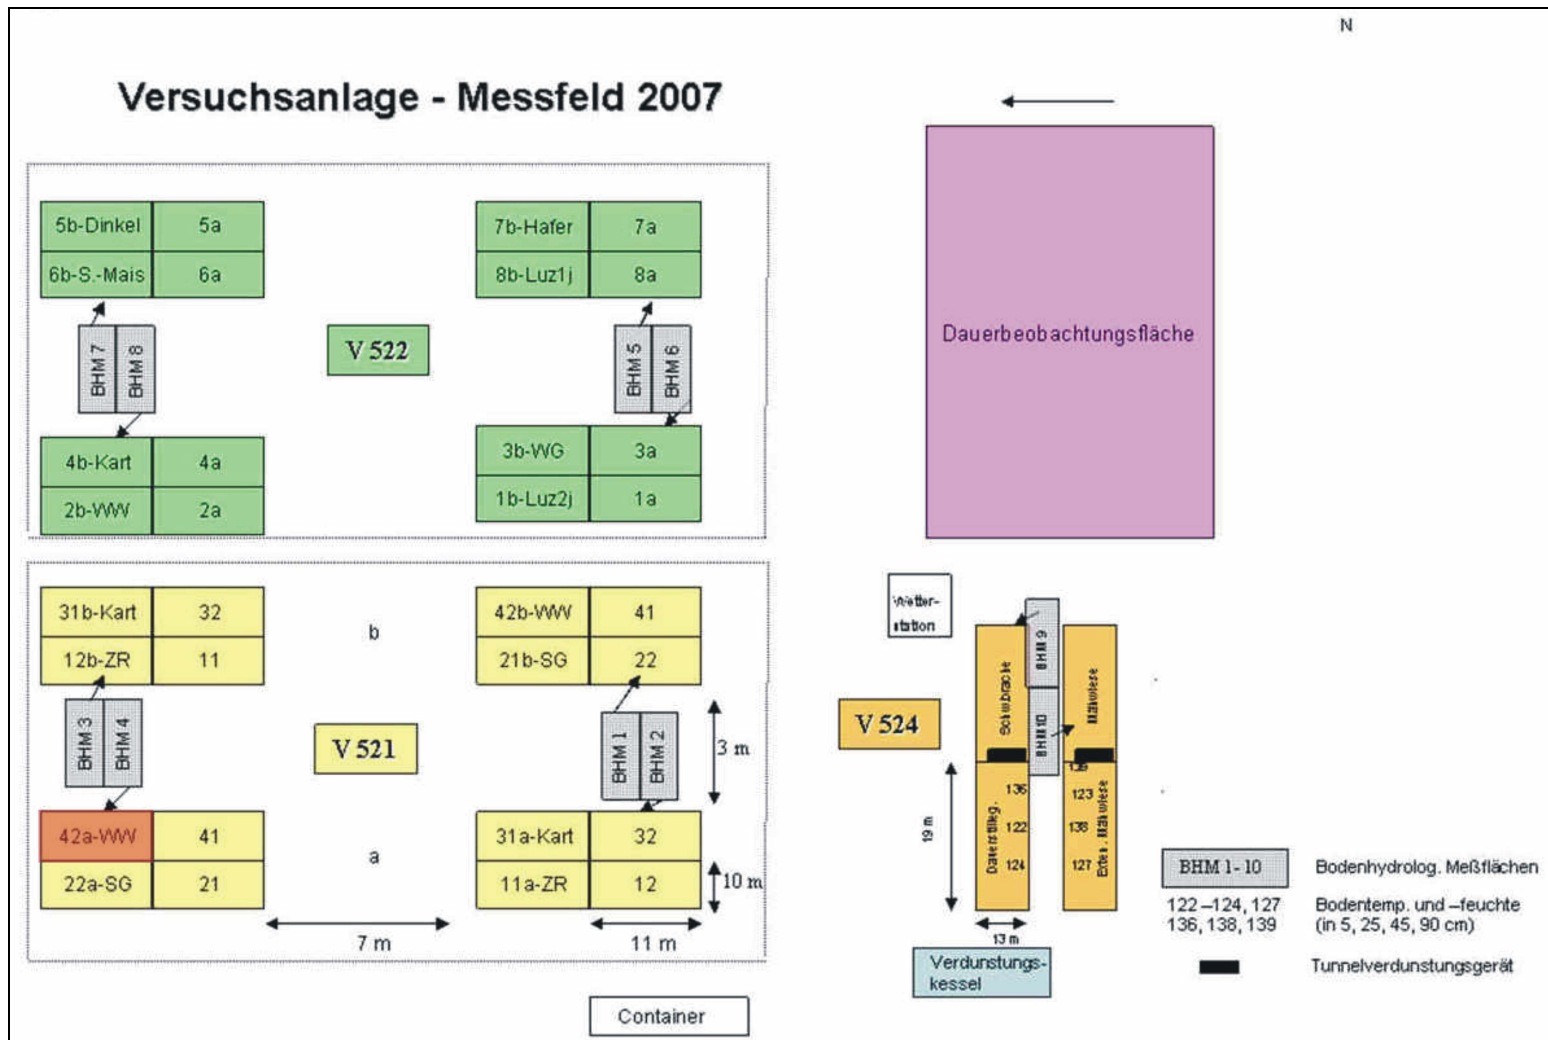 N
Versuchsanlage - Messfeld 2007
5b-Dinkel 5a
6b-S.-Mais 6a
7b-Hafer 7a
8b-Luz1j 8a
BHM 7
BHM 8
V 522
BHM 5
BHM 6
4b-Kart 4a
2b-WW 2a
3b-WG 3a
1b-Luz2j 1a
Dauerbeobachtungsfläche
31b-Kart 32
12b-ZR 11
b
42b-WW 41
21b-SG 22
BHM 3
BHM 4
V 521
BHM 1
BHM 2
3 m
42a-WW 41
22a-SG 21
a
31a-Kart 32
11a-ZR 12
10 m
7 m
11 m
Container
Wetter-
station
BHM 9
BHM10
Mähwiese
V 524
139
136
122
124
123
138
127
Exten. Mähwiese
19 m
13 m
Verdunstungs-
kessel
BHM 1-10 Bodenhydrolog. Meßflächen
122 –124, 127 Bodentemp. und –feuchte
136, 138, 139 (in 5, 25, 45, 90 cm)
Tunnelverdunstungsgerät